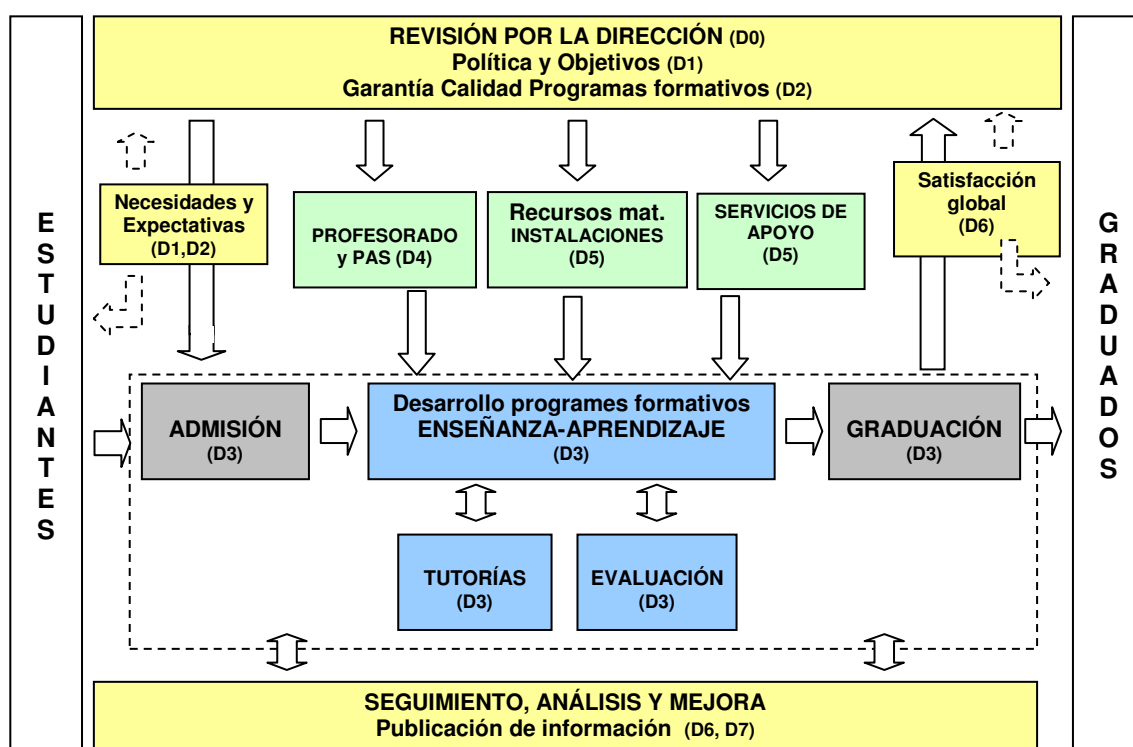 REVISIÓN POR LA DIRECCIÓN (D0)
Política y Objetivos (D1)
Garantía Calidad Programas formativos (D2)
ESTUDIANTES
Necesidades y
Expectativas
(D1,D2)
PROFESORADO
y PAS (D4)
Recursos mat.
INSTALACIONES
(D5)
SERVICIOS DE
APOYO
(D5)
Satisfacción
global
(D6)
GRADUADOS
ADMISIÓN
(D3)
Desarrollo programes formativos
ENSEÑANZA-APRENDIZAJE
(D3)
GRADUACIÓN
(D3)
TUTORÍAS
(D3)
EVALUACIÓN
(D3)
SEGUIMIENTO, ANÁLISIS Y MEJORA
Publicación de información (D6, D7)